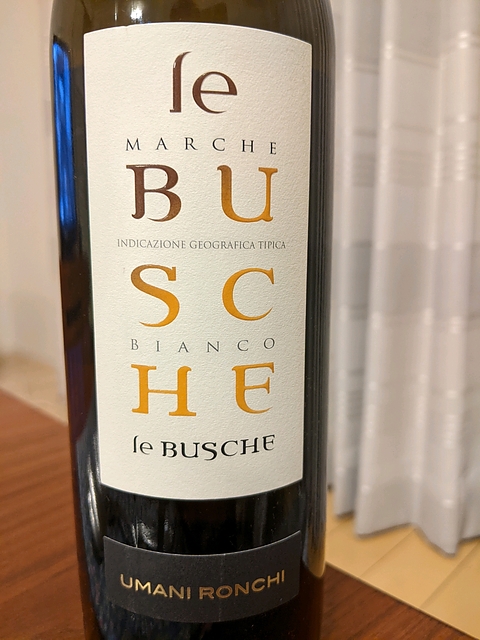 le
MARCHE
BU
INDICAZIONE GEOGRAFICA TIPICA
SC
BIANCO
HE
le BUSCHE
UMANI RONCHI